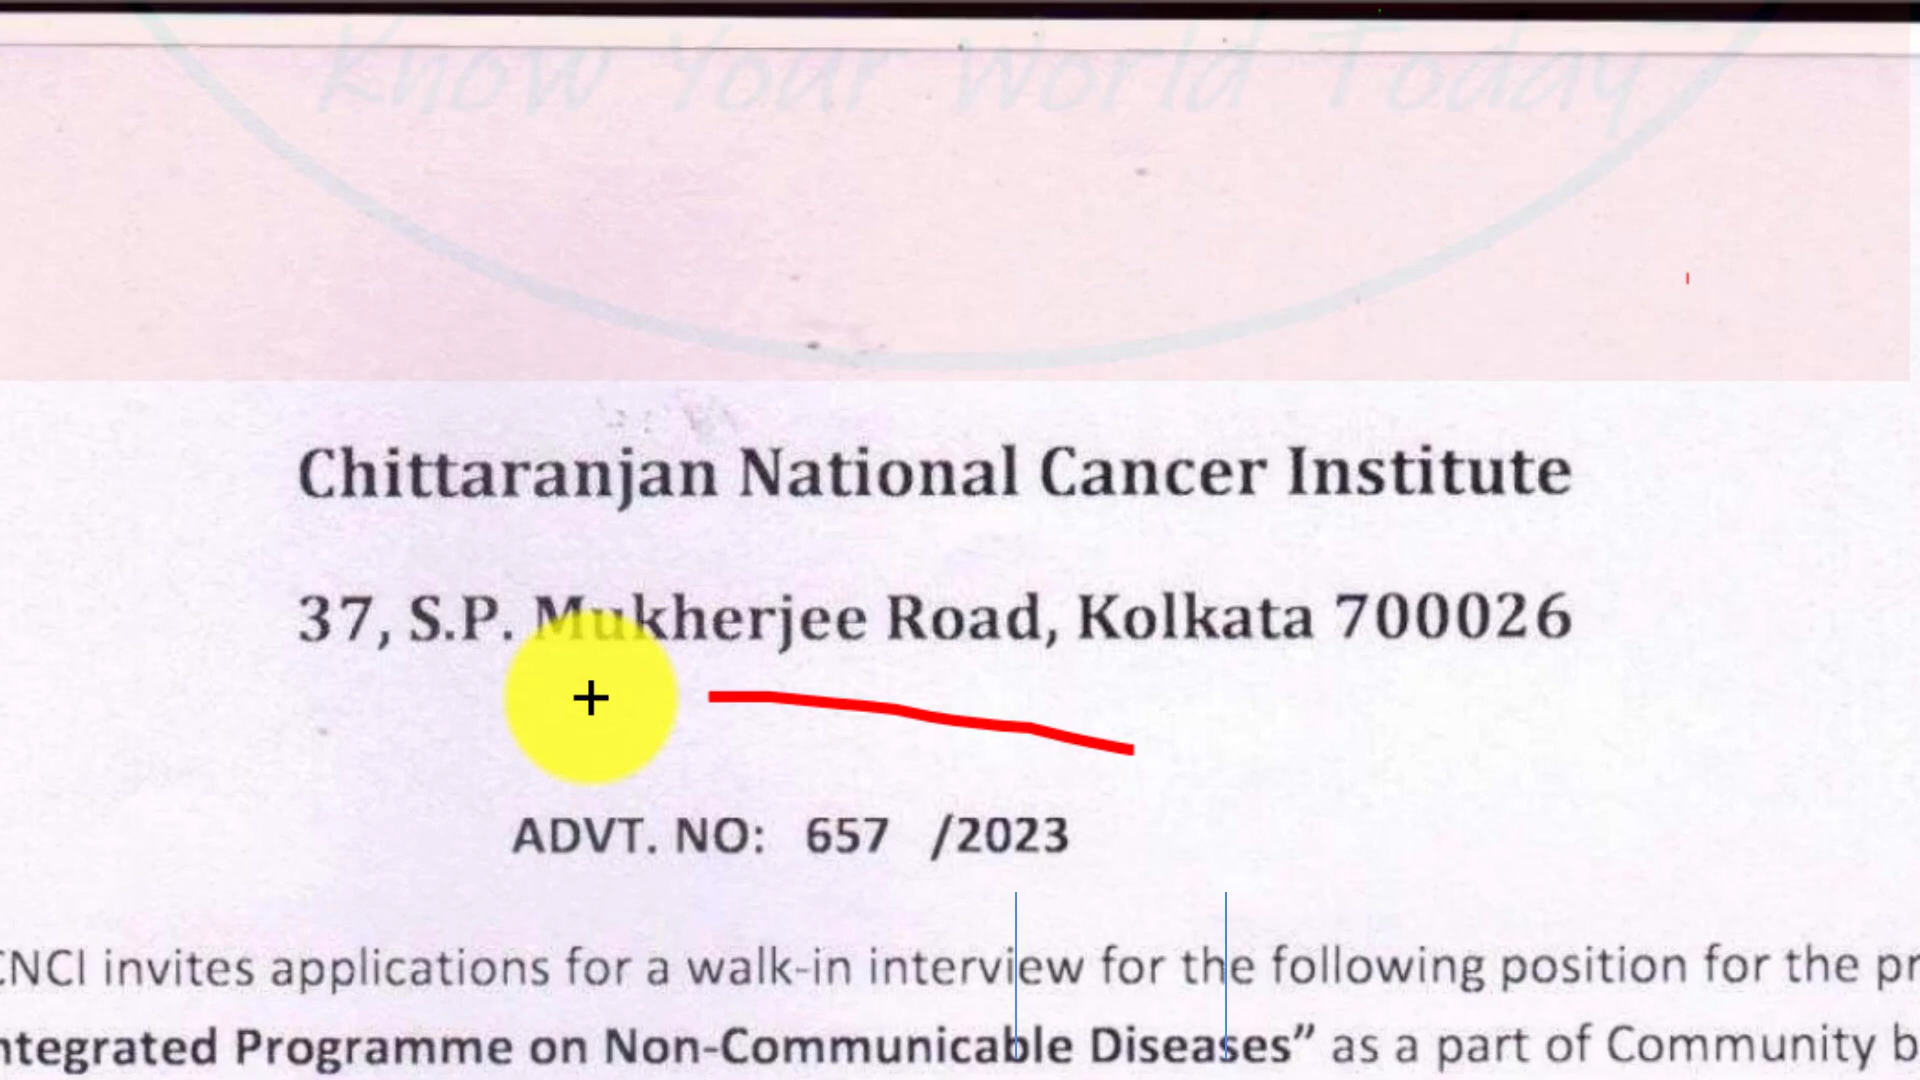 Know Your World Today
Chittaranjan National Cancer Institute
37, S.P. Mukherjee Road, Kolkata 700026
ADVT. NO: 657 /2023
CNCI invites applications for a walk-in interview for the following position for the pr
ntegrated Programme on Non-Communicable Diseases” as a part of Community b